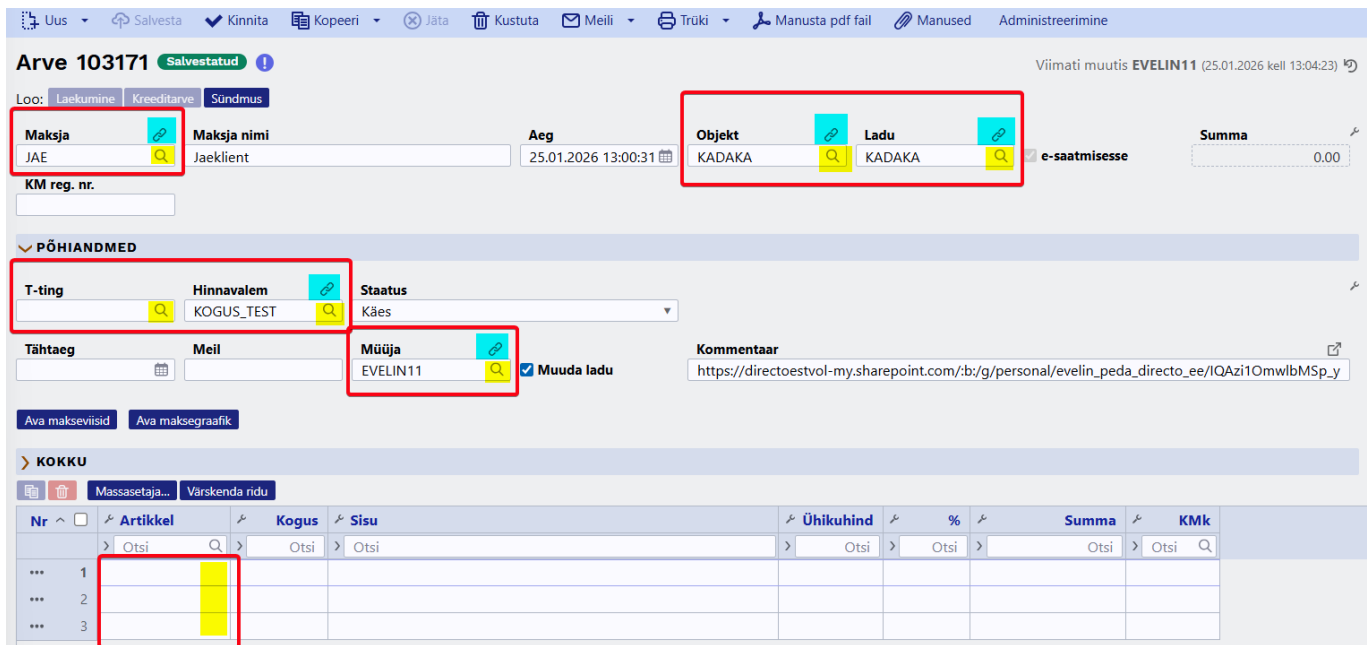 Uus Salvesta Kinnita Kopeeri Jäta Kustuta Meili Trüki Manusta pdf fail Manused Administreerimine
Arve 103171 Salvestatud Viimati muutis EVELIN11 (25.01.2026 kell 13:04:23)
Loo: Laekumine Kreeditarve Sündmus
Maksja Maksja nimi Aeg Objekt Ladu Summa
JAE Jaeklient 25.01.2026 13:00:31 KADAKA KADAKA e-saatmisesse 0.00
KM reg. nr.
PÕHIANDMED
T-ting Hinnavalem Staatus
KOGUS_TEST Käes
Tähtaeg Meil Müüja Kommentaar
EVELIN11 Muuda ladu https://directoestvol-my.sharepoint.com/:b:/g/personal/evelin_peda_directo_ee/IQAzi1OmwlbMSp_y
Ava makseviisid Ava maksegraafik
KOKKU
Massasetaja... Värskenda ridu
Nr Artikkel Kogus Sisu Ühikuhind % Summa KMk
Otsi Otsi Otsi Otsi Otsi Otsi Otsi
1
2
3